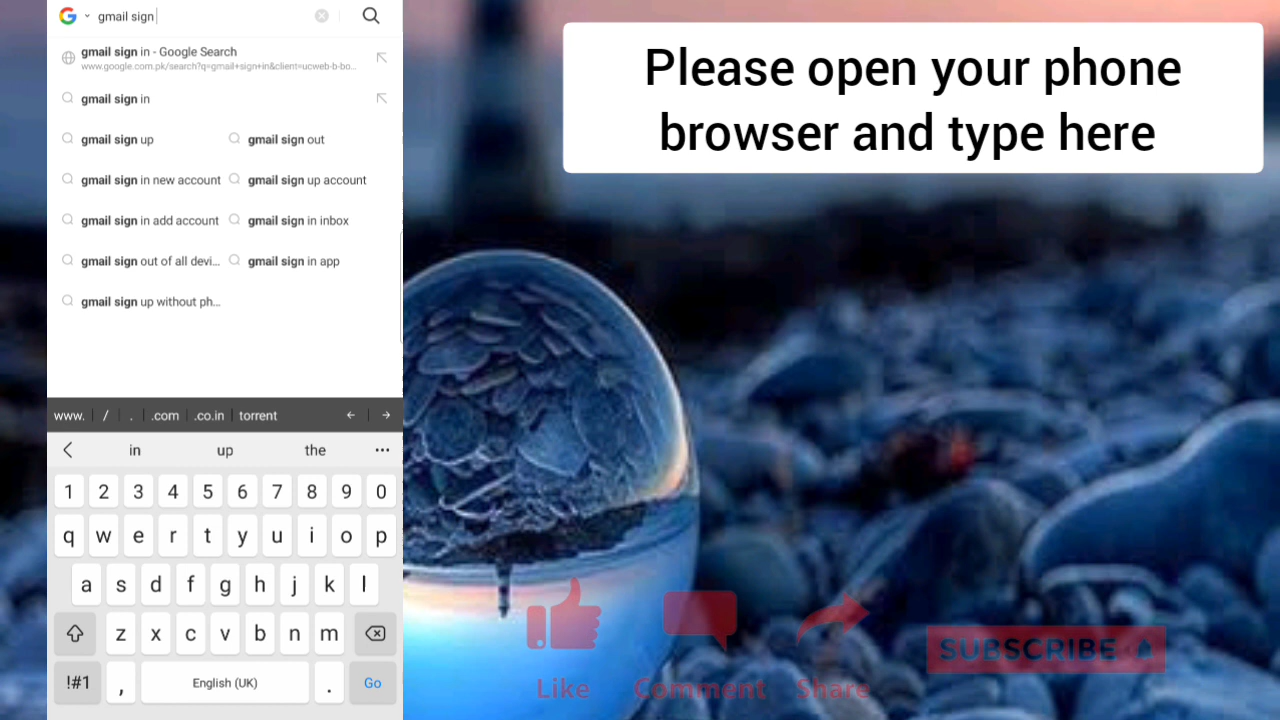 gmail sign
gmail sign in - Google Search
www.google.com.pk/search?q=gmail+sign+in&client=ucweb-b-bo...
gmail sign in
gmail sign up
gmail sign out
gmail sign in new account
gmail sign up account
gmail sign in add account
gmail sign in inbox
gmail sign out of all devi...
gmail sign in app
gmail sign up without ph...
www. / . .com .co.in torrent
in up the
1 2 3 4 5 6 7 8 9 0
q w e r t y u i o p
a s d f g h j k l
z x c v b n m
!#1 , English (UK) . Go
Please open your phone
browser and type here
Like Comment Share
SUBSCRIBE